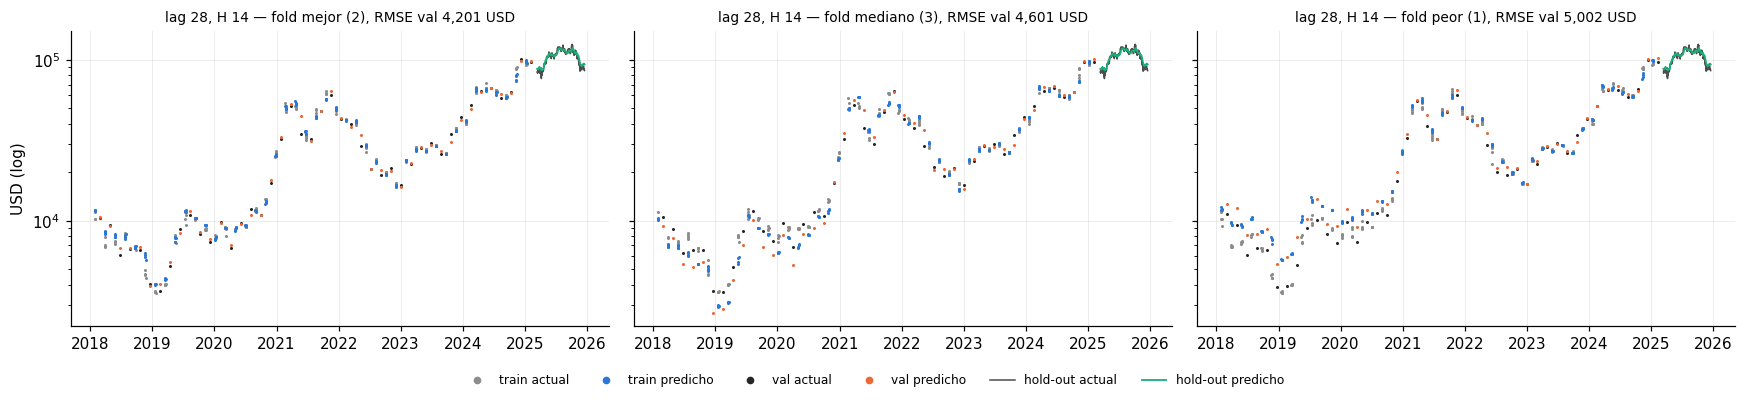 lag 28, H 14 — fold mejor (2), RMSE val 4,201 USD
lag 28, H 14 — fold mediano (3), RMSE val 4,601 USD
lag 28, H 14 — fold peor (1), RMSE val 5,002 USD
USD (log)
10⁵
10⁴
2018 2019 2020 2021 2022 2023 2024 2025 2026
2018 2019 2020 2021 2022 2023 2024 2025 2026
2018 2019 2020 2021 2022 2023 2024 2025 2026
train actual train predicho val actual val predicho hold-out actual hold-out predicho